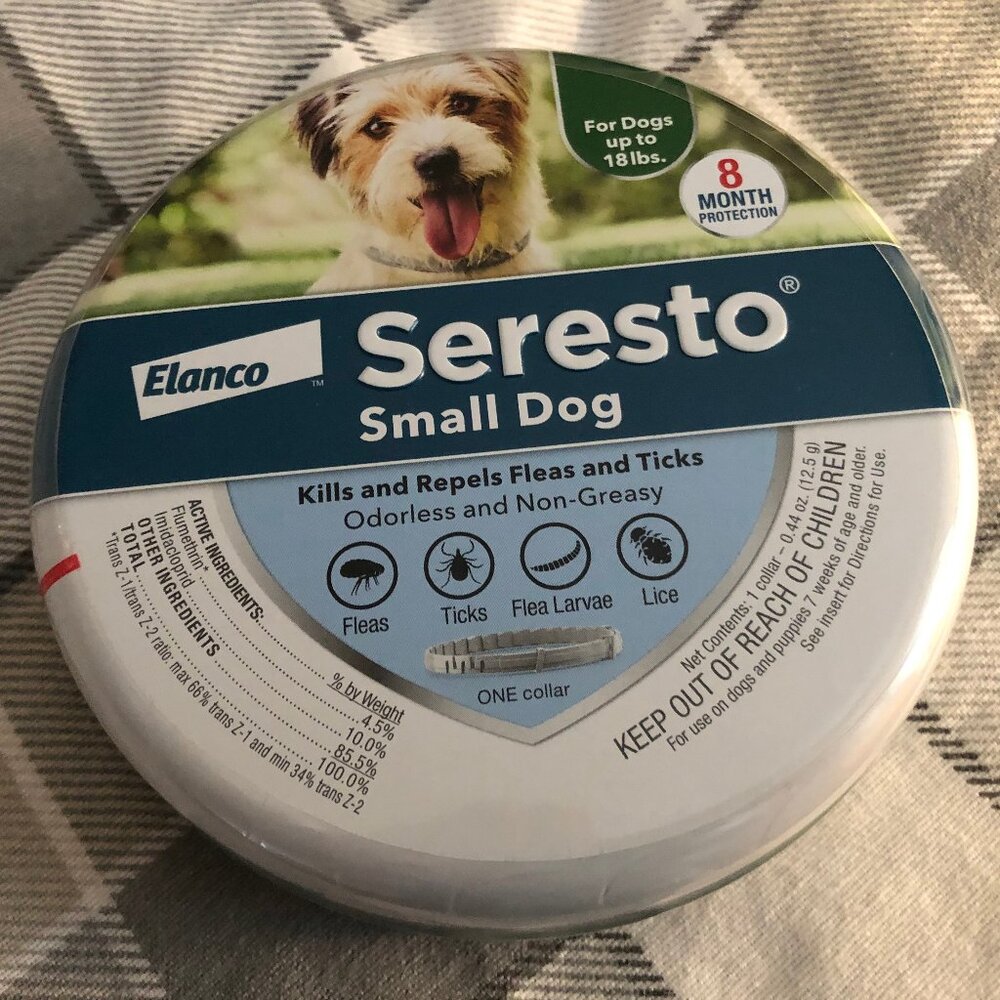 For Dogs
up to
18 lbs.
8
MONTH
PROTECTION
Elanco™
Seresto®
Small Dog
Kills and Repels Fleas and Ticks
Odorless and Non-Greasy
Fleas
Ticks
Flea Larvae
Lice
ONE collar
ACTIVE INGREDIENTS: % by Weight
Flumethrin* 4.5%
Imidacloprid 10.0%
OTHER INGREDIENTS 85.5%
TOTAL 100.0%
*Trans Z-1/trans Z-2 ratio: max 66% trans Z-1 and min 34% trans Z-2
Net Contents: 1 collar – 0.44 oz. (12.5 g)
KEEP OUT OF REACH OF CHILDREN
For use on dogs and puppies 7 weeks of age and older.
See insert for Directions for Use.